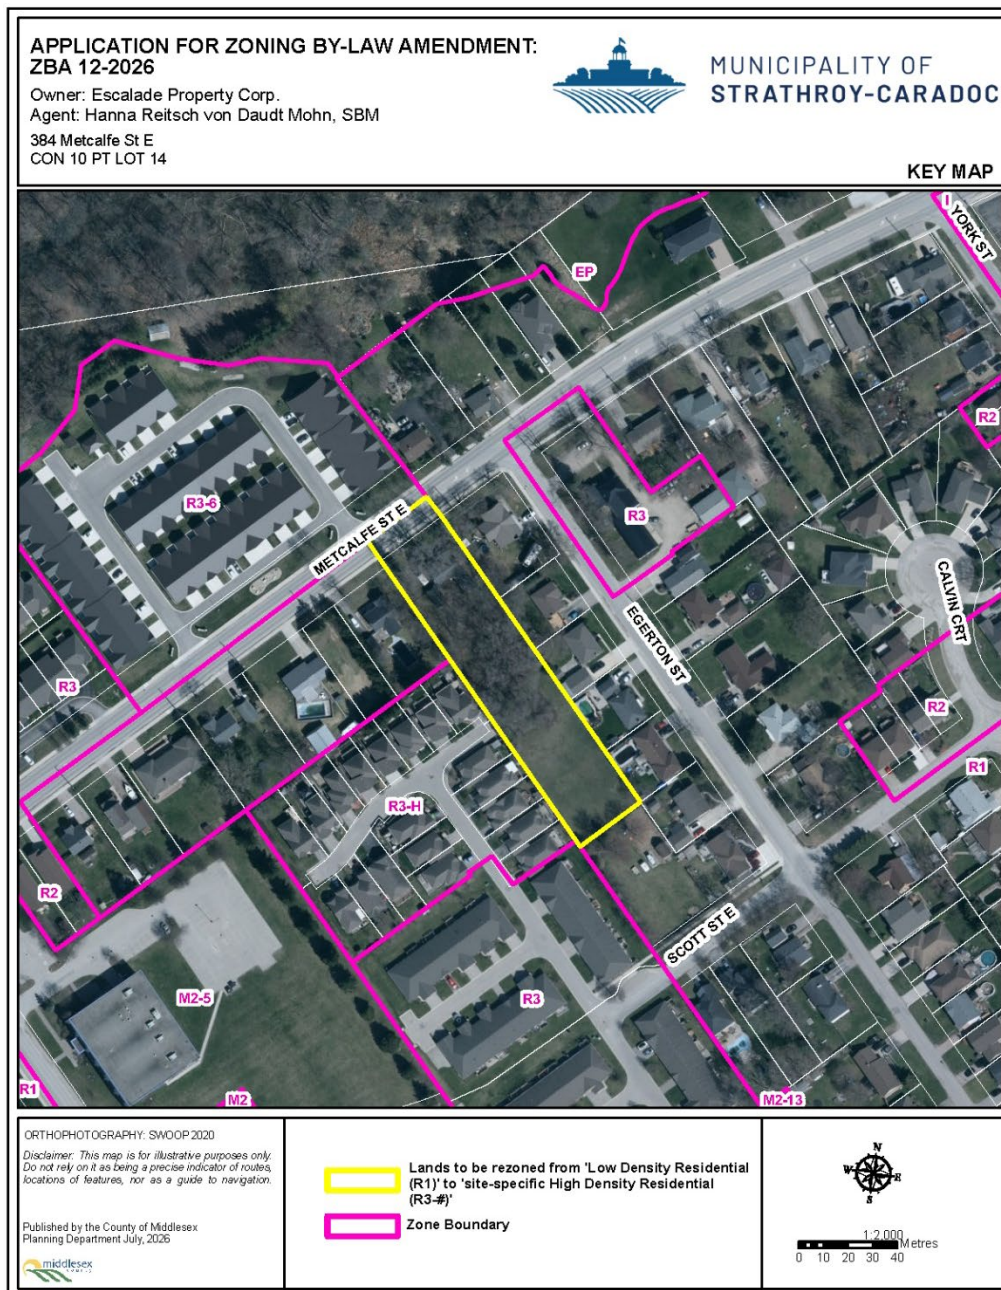 APPLICATION FOR ZONING BY-LAW AMENDMENT:
ZBA 12-2026
Owner: Escalade Property Corp.
Agent: Hanna Reitsch von Daudt Mohn, SBM
384 Metcalfe St E
CON 10 PT LOT 14
MUNICIPALITY OF
STRATHROY-CARADOC
KEY MAP
YORK ST
EP
R2
R3-6
METCALFE ST E
R3
EGERTON ST
CALVIN CRT
R3
R2
R1
R3-H
R2
SCOTT ST E
M2-5
R3
R1
M2
M2-13
ORTHOPHOTOGRAPHY: SWOOP 2020
Disclaimer: This map is for illustrative purposes only.
Do not rely on it as being a precise indicator of routes,
locations of features, nor as a guide to navigation.
Published by the County of Middlesex
Planning Department July, 2026
middlesex
county
Lands to be rezoned from 'Low Density Residential
(R1)' to 'site-specific High Density Residential
(R3-#)'
Zone Boundary
N
W E
S
1:2,000
Metres
0 10 20 30 40